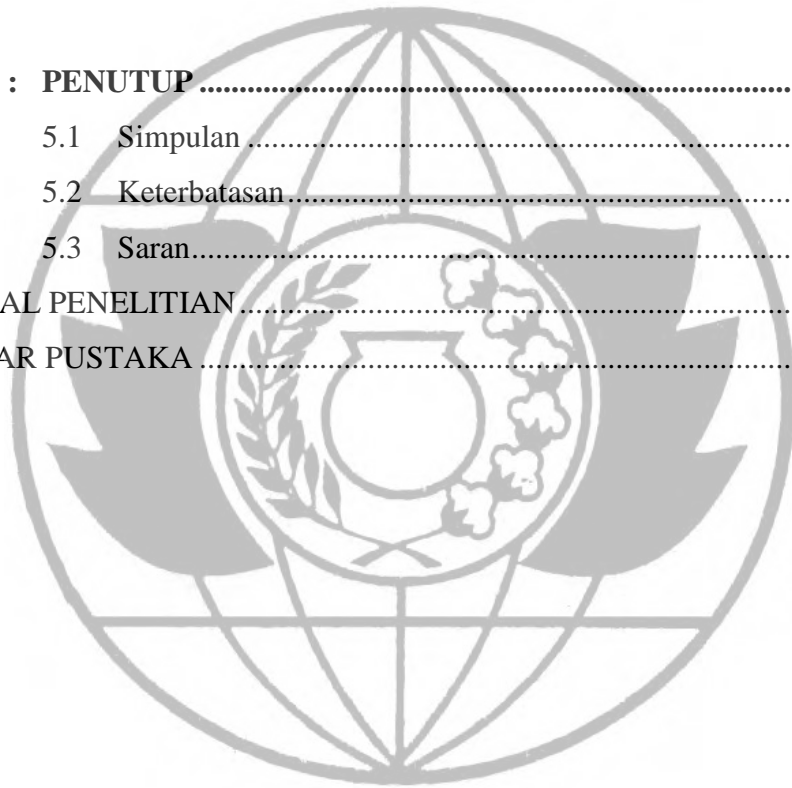 : PENUTUP ........................................................................
5.1 Simpulan ....................................................................
5.2 Keterbatasan ...............................................................
5.3 Saran ...........................................................................
AL PENELITIAN .....................................................................
AR PUSTAKA ..........................................................................